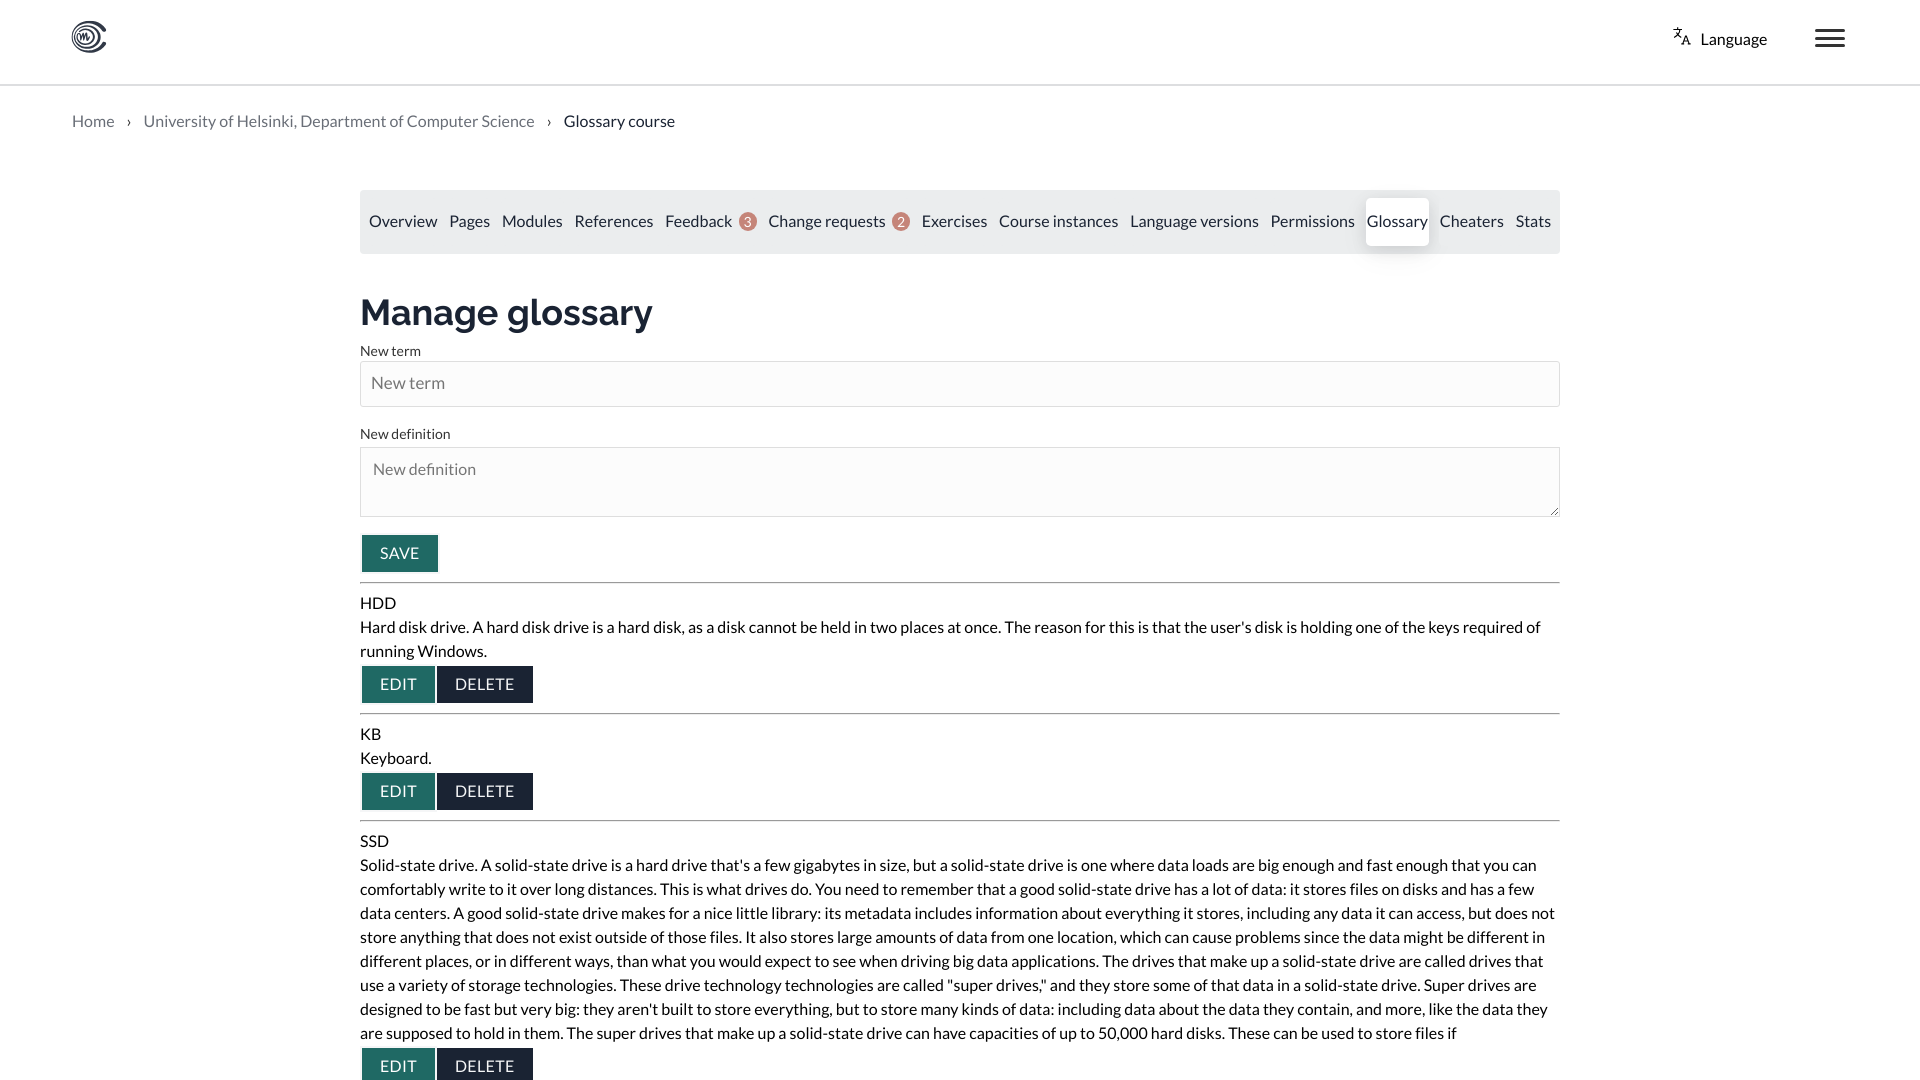 Language
Home › University of Helsinki, Department of Computer Science › Glossary course
Overview Pages Modules References Feedback 3 Change requests 2 Exercises Course instances Language versions Permissions Glossary Cheaters Stats
Manage glossary
New term
New term
New definition
New definition
SAVE
HDD
Hard disk drive. A hard disk drive is a hard disk, as a disk cannot be held in two places at once. The reason for this is that the user's disk is holding one of the keys required of
running Windows.
EDIT DELETE
KB
Keyboard.
EDIT DELETE
SSD
Solid-state drive. A solid-state drive is a hard drive that's a few gigabytes in size, but a solid-state drive is one where data loads are big enough and fast enough that you can
comfortably write to it over long distances. This is what drives do. You need to remember that a good solid-state drive has a lot of data: it stores files on disks and has a few
data centers. A good solid-state drive makes for a nice little library: its metadata includes information about everything it stores, including any data it can access, but does not
store anything that does not exist outside of those files. It also stores large amounts of data from one location, which can cause problems since the data might be different in
different places, or in different ways, than what you would expect to see when driving big data applications. The drives that make up a solid-state drive are called drives that
use a variety of storage technologies. These drive technology technologies are called "super drives," and they store some of that data in a solid-state drive. Super drives are
designed to be fast but very big: they aren't built to store everything, but to store many kinds of data: including data about the data they contain, and more, like the data they
are supposed to hold in them. The super drives that make up a solid-state drive can have capacities of up to 50,000 hard disks. These can be used to store files if
EDIT DELETE